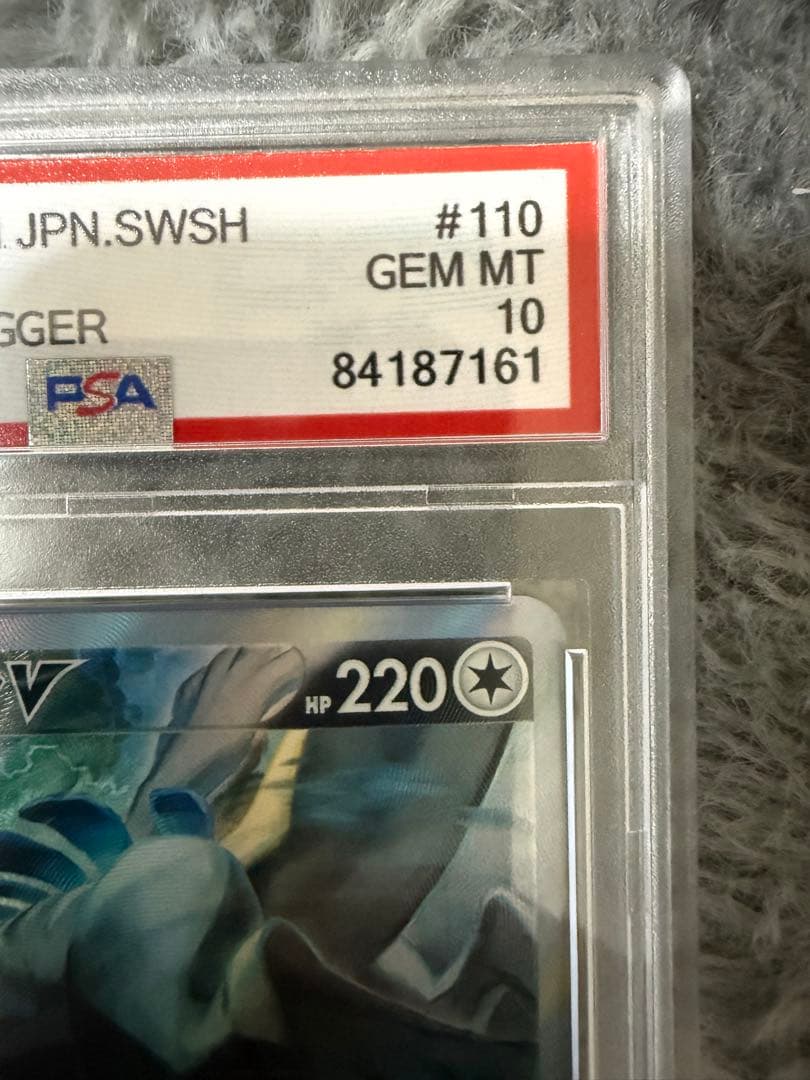 JPN.SWSH #110
GEM MT
GGER 10
PSA 84187161
V HP 220